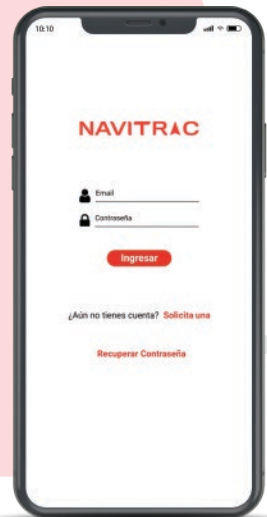 10:10
NAVITRAC
Email
Contraseña
Ingresar
¿Aún no tienes cuenta? Solicita una
Recuperar Contraseña